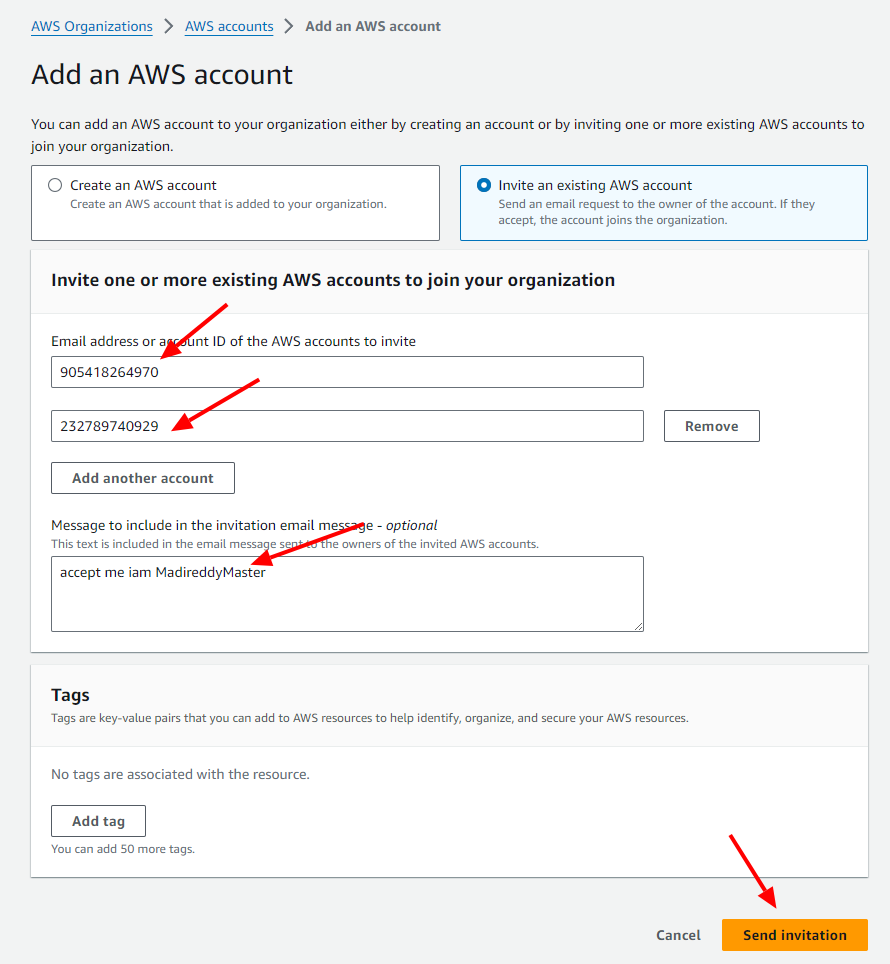 AWS Organizations > AWS accounts > Add an AWS account
Add an AWS account
You can add an AWS account to your organization either by creating an account or by inviting one or more existing AWS accounts to
join your organization.
Create an AWS account
Create an AWS account that is added to your organization.
Invite an existing AWS account
Send an email request to the owner of the account. If they
accept, the account joins the organization.
Invite one or more existing AWS accounts to join your organization
Email address or account ID of the AWS accounts to invite
905418264970
232789740929
Remove
Add another account
Message to include in the invitation email message - optional
This text is included in the email message sent to the owners of the invited AWS accounts.
accept me iam MadireddyMaster
Tags
Tags are key-value pairs that you can add to AWS resources to help identify, organize, and secure your AWS resources.
No tags are associated with the resource.
Add tag
You can add 50 more tags.
Cancel
Send invitation